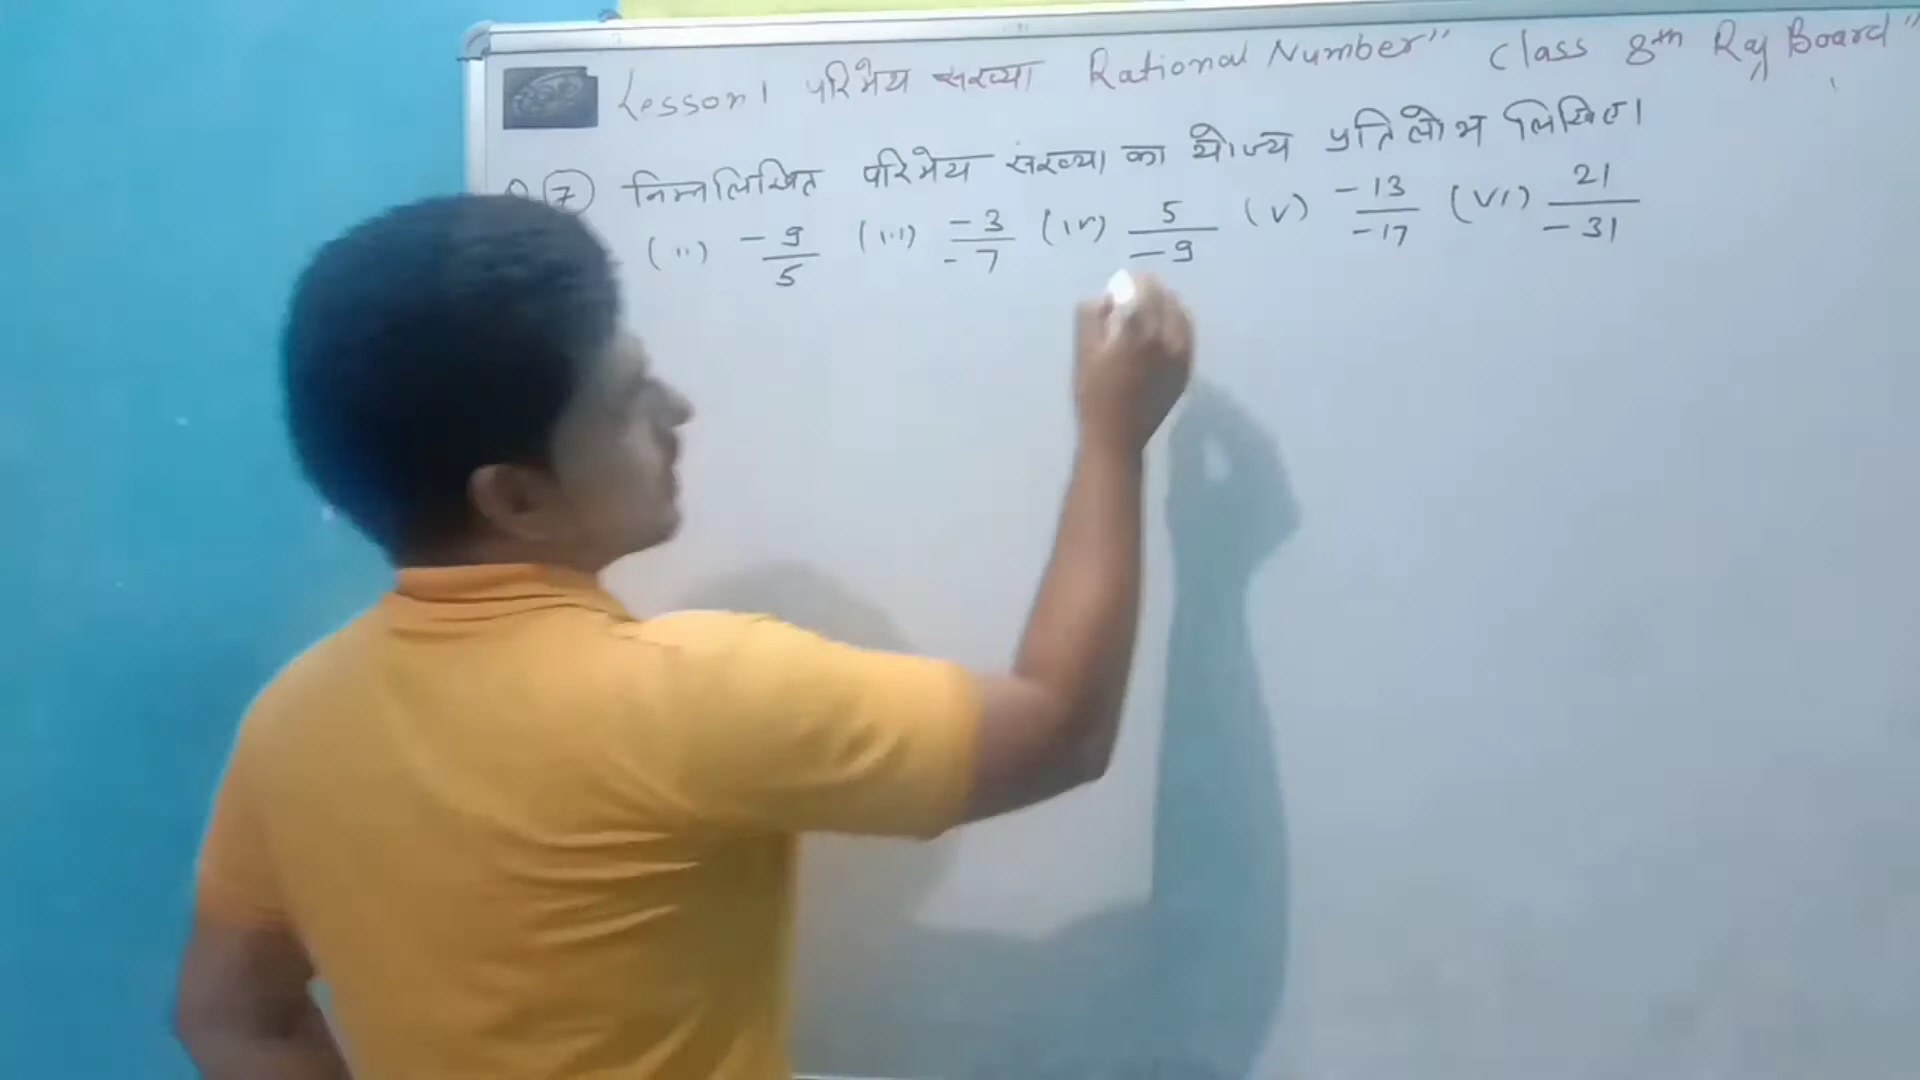 Lesson 1 परिमेय संख्या Rational Number" Class 8th Raj Board"
Q (7) निम्नलिखित परिमेय संख्या का योज्य प्रतिलोम लिखिए।
(ii) -9/5 (iii) -3/-7 (iv) 5/-9 (v) -13/-17 (vi) 21/-31